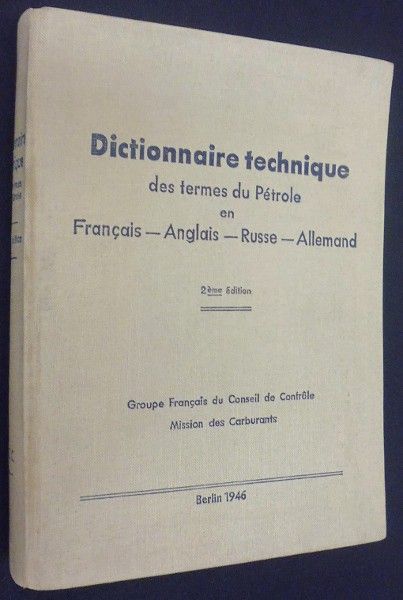 Dictionnaire technique
des termes du Pétrole
en
Français — Anglais — Russe — Allemand
2ème édition
Groupe Français du Conseil de Contrôle
Mission des Carburants
Berlin 1946